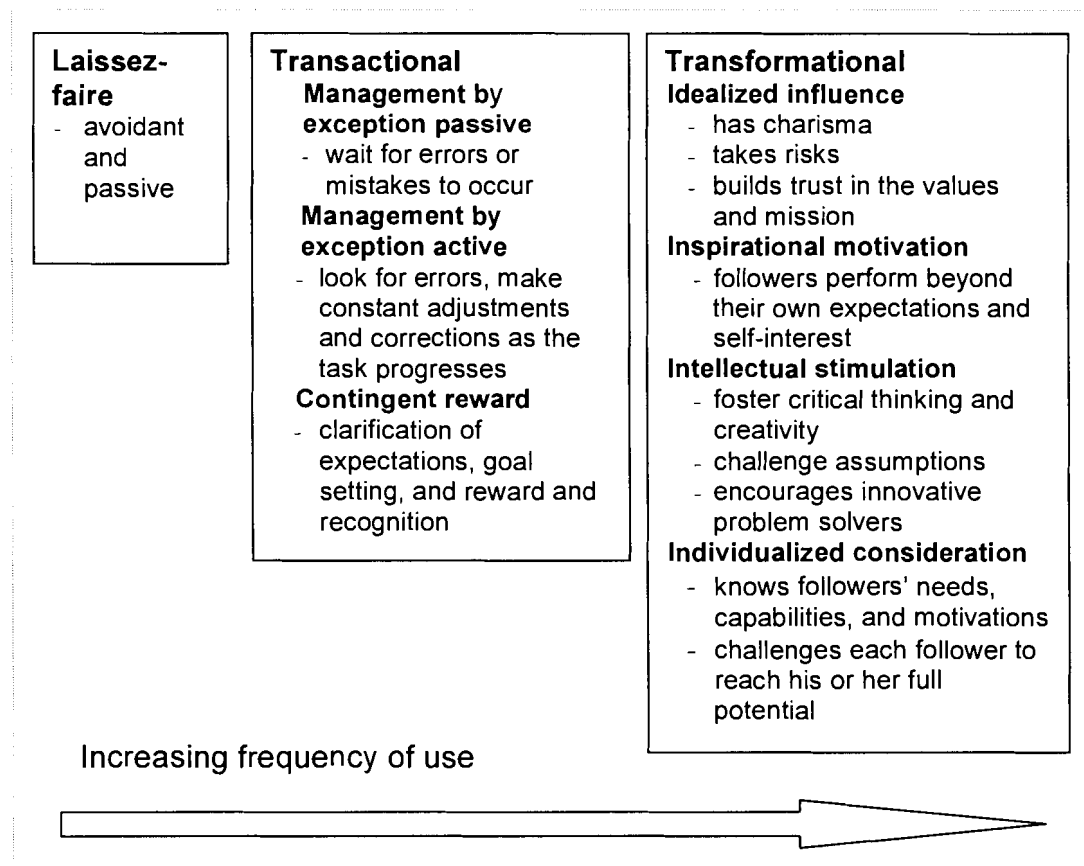 Laissez-
faire
- avoidant
and
passive
Transactional
Management by
exception passive
- wait for errors or
mistakes to occur
Management by
exception active
- look for errors, make
constant adjustments
and corrections as the
task progresses
Contingent reward
- clarification of
expectations, goal
setting, and reward and
recognition
Transformational
Idealized influence
- has charisma
- takes risks
- builds trust in the values
and mission
Inspirational motivation
- followers perform beyond
their own expectations and
self-interest
Intellectual stimulation
- foster critical thinking and
creativity
- challenge assumptions
- encourages innovative
problem solvers
Individualized consideration
- knows followers' needs,
capabilities, and motivations
- challenges each follower to
reach his or her full
potential
Increasing frequency of use